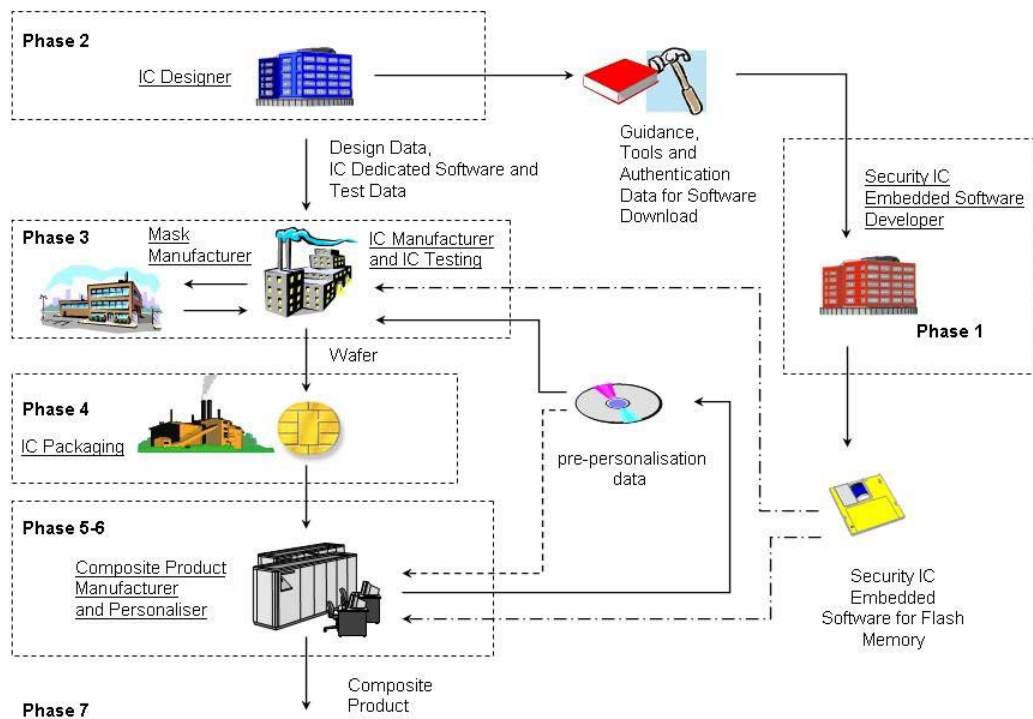 Phase 2
IC Designer
Guidance,
Tools and
Authentication
Data for Software
Download
Design Data,
IC Dedicated Software and
Test Data
Security IC
Embedded Software
Developer
Phase 1
Phase 3
Mask
Manufacturer
IC Manufacturer
and IC Testing
Wafer
Phase 4
IC Packaging
pre-personalisation
data
Phase 5-6
Composite Product
Manufacturer
and Personaliser
Security IC
Embedded
Software for Flash
Memory
Composite
Product
Phase 7